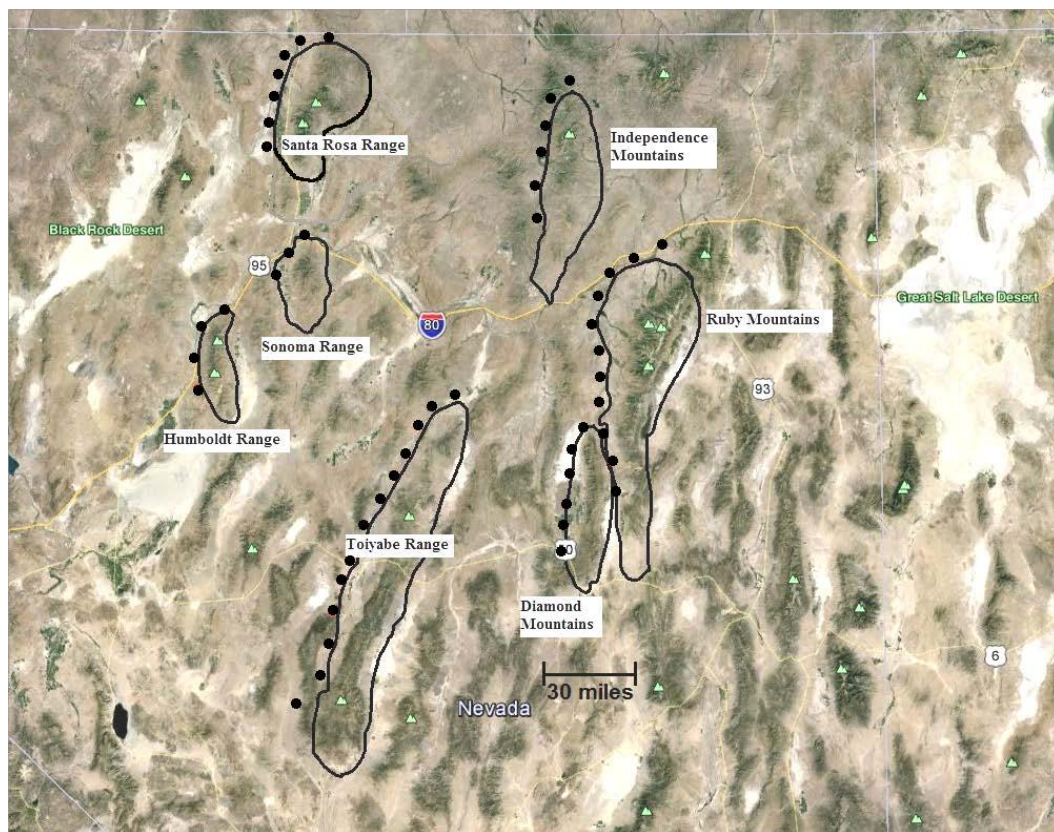 Santa Rosa Range
Independence
Mountains
Black Rock Desert
95
Great Salt Lake Desert
80
Ruby Mountains
Sonoma Range
93
Humboldt Range
Toiyabe Range
Diamond
Mountains
6
30 miles
Nevada